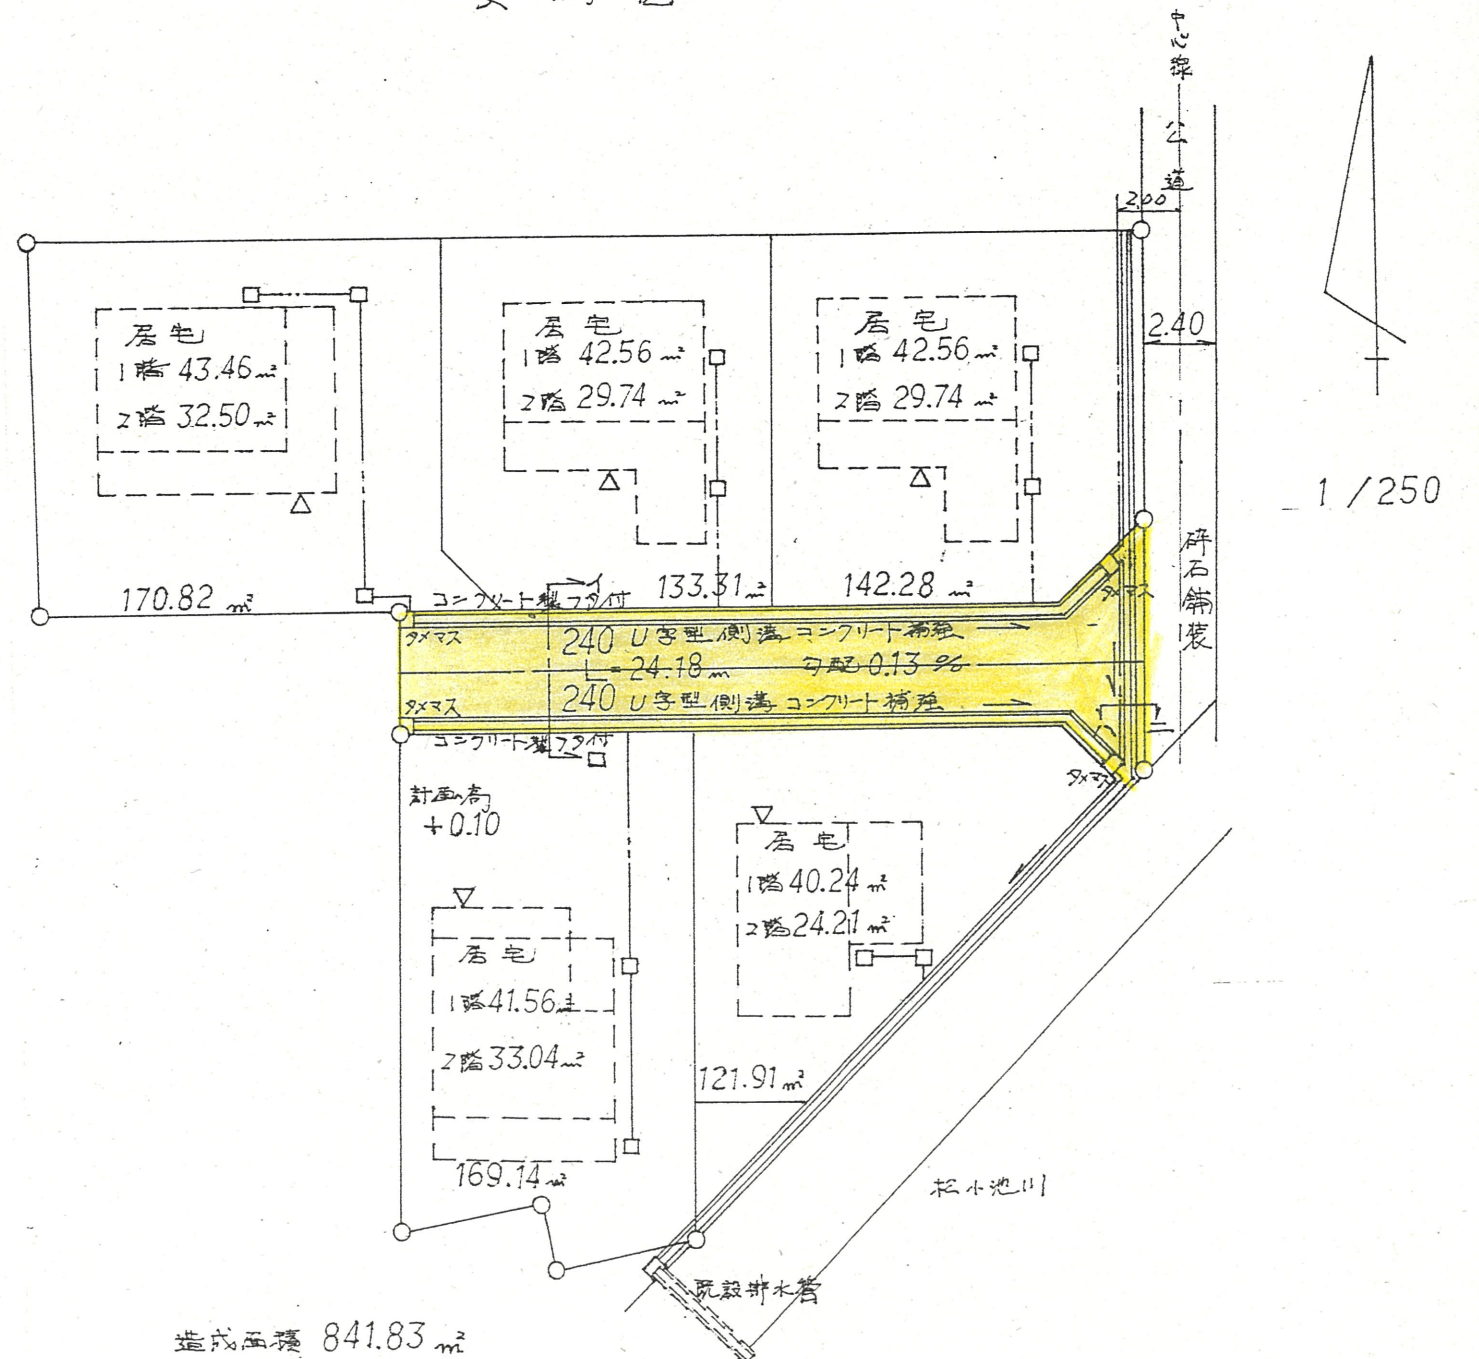 中心線
公道
2.00
2.40
居宅
1階 43.46㎡
2階 32.50㎡
居宅
1階 42.56㎡
2階 29.74㎡
居宅
1階 42.56㎡
2階 29.74㎡
1/250
砕石舗装
170.82㎡
133.31㎡
142.28㎡
イ
コンクリート製フタ付
タメマス
タメマス
240 U字型側溝コンクリート補強
L=24.18m 勾配0.13%
タメマス
240 U字型側溝コンクリート補強
コンクリート製フタ付
タメマス
計画高
+0.10
居宅
1階 40.24㎡
2階 24.21㎡
居宅
1階 41.56㎡
2階 33.04㎡
121.91㎡
169.14㎡
松小池川
既設排水管
造成面積 841.83㎡